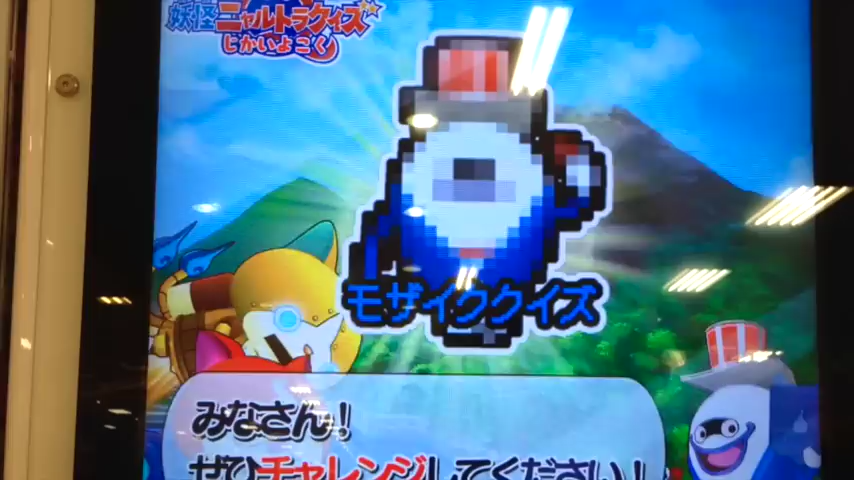 妖怪ニャルトラクイズ
じかいよこく
モザイククイズ
みなさん!
ぜひチャレンジしてください!